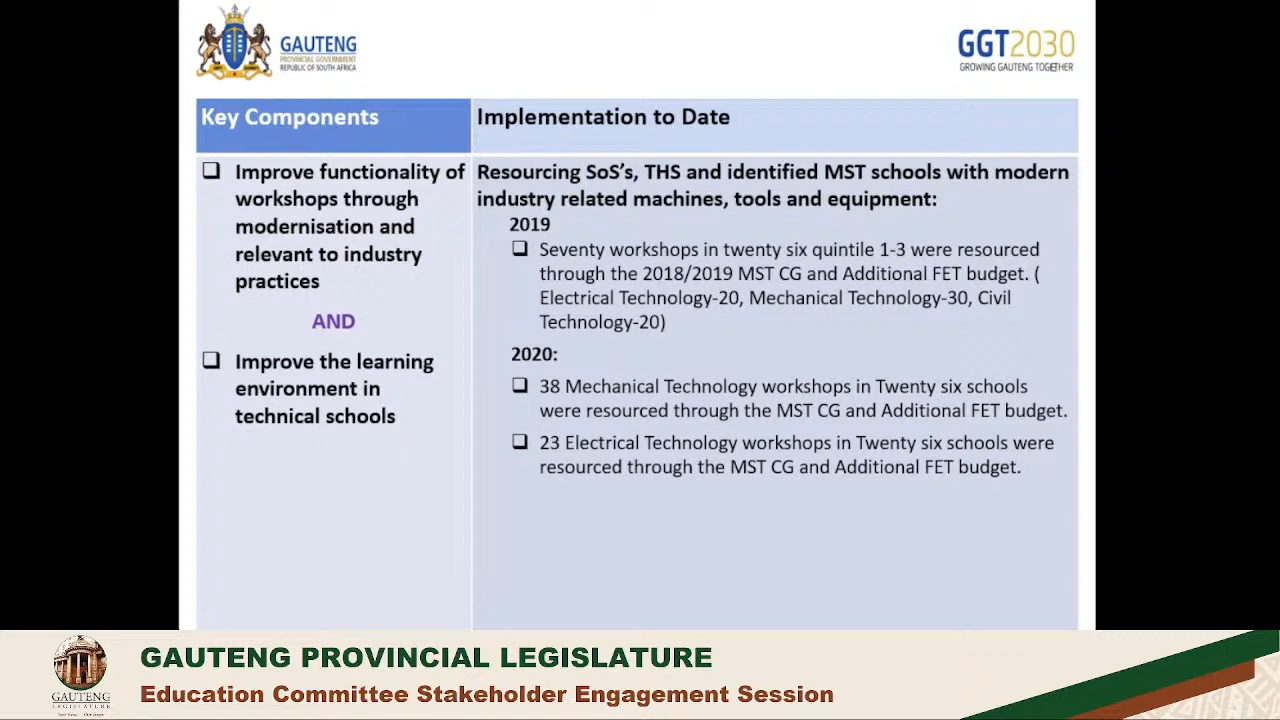 GAUTENG
PROVINCIAL GOVERNMENT
REPUBLIC OF SOUTH AFRICA
GGT2030
GROWING GAUTENG TOGETHER
Key Components
Implementation to Date
Improve functionality of
workshops through
modernisation and
relevant to industry
practices
AND
Improve the learning
environment in
technical schools
Resourcing SoS's, THS and identified MST schools with modern
industry related machines, tools and equipment:
2019
Seventy workshops in twenty six quintile 1-3 were resourced
through the 2018/2019 MST CG and Additional FET budget. (
Electrical Technology-20, Mechanical Technology-30, Civil
Technology-20)
2020:
38 Mechanical Technology workshops in Twenty six schools
were resourced through the MST CG and Additional FET budget.
23 Electrical Technology workshops in Twenty six schools were
resourced through the MST CG and Additional FET budget.
GAUTENG
LEGISLATURE
GAUTENG PROVINCIAL LEGISLATURE
Education Committee Stakeholder Engagement Session